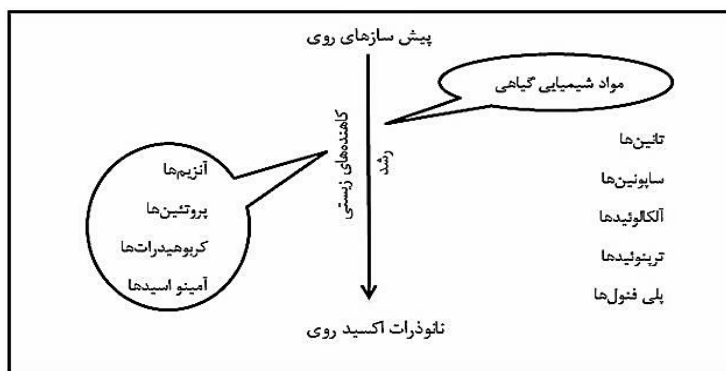 پیش سازهای روی
مواد شیمیایی گیاهی
تانین‌ها
ساپونین‌ها
آلکالوئیدها
ترپنوئیدها
پلی فنول‌ها
رشد
کاهنده‌های زیستی
آنزیم‌ها
پروتئین‌ها
کربوهیدرات‌ها
آمینو اسیدها
نانوذرات اکسید روی